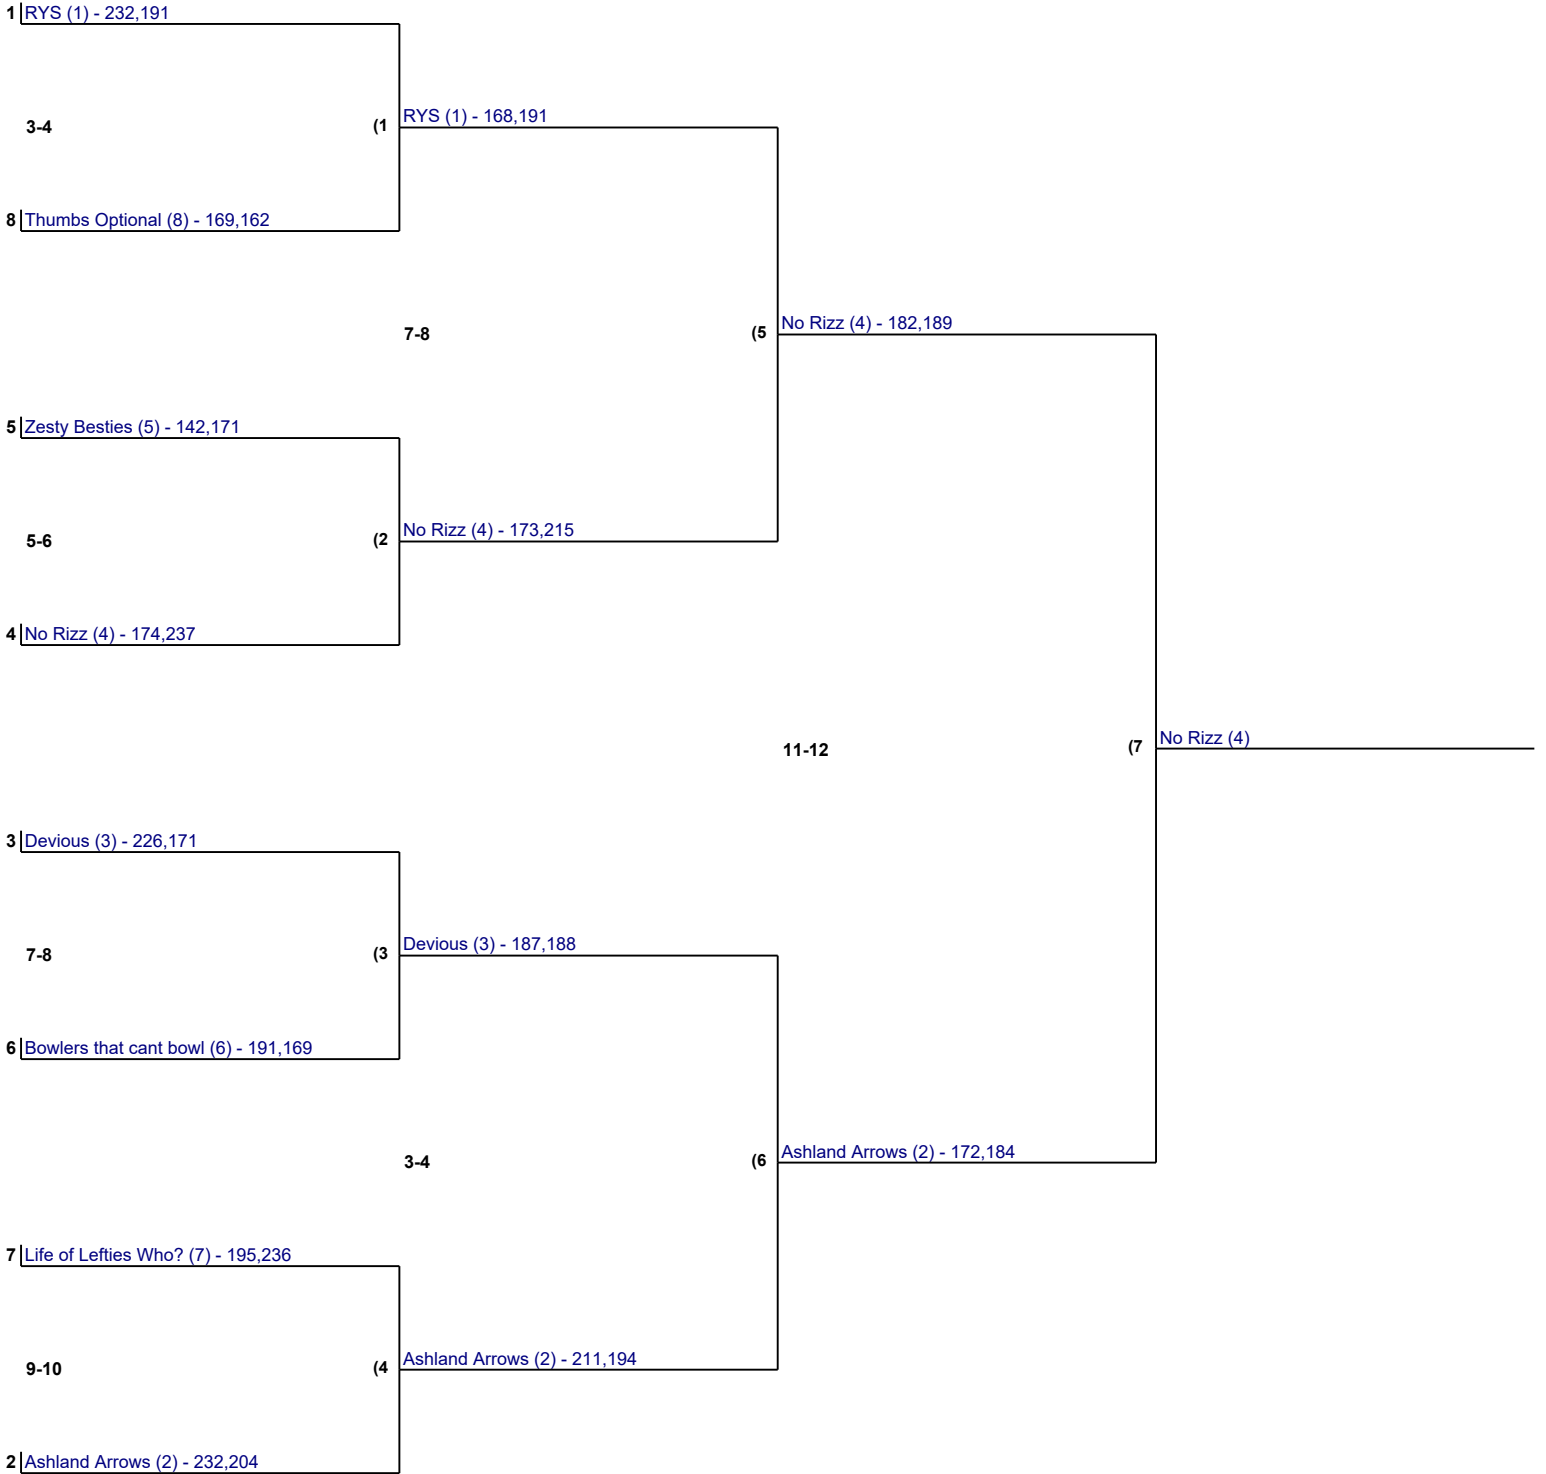 1 RYS (1) - 232,191
RYS (1) - 168,191
3-4 (1
8 Thumbs Optional (8) - 169,162
No Rizz (4) - 182,189
7-8 (5
5 Zesty Besties (5) - 142,171
No Rizz (4) - 173,215
5-6 (2
4 No Rizz (4) - 174,237
No Rizz (4)
11-12 (7
3 Devious (3) - 226,171
Devious (3) - 187,188
7-8 (3
6 Bowlers that cant bowl (6) - 191,169
Ashland Arrows (2) - 172,184
3-4 (6
7 Life of Lefties Who? (7) - 195,236
Ashland Arrows (2) - 211,194
9-10 (4
2 Ashland Arrows (2) - 232,204